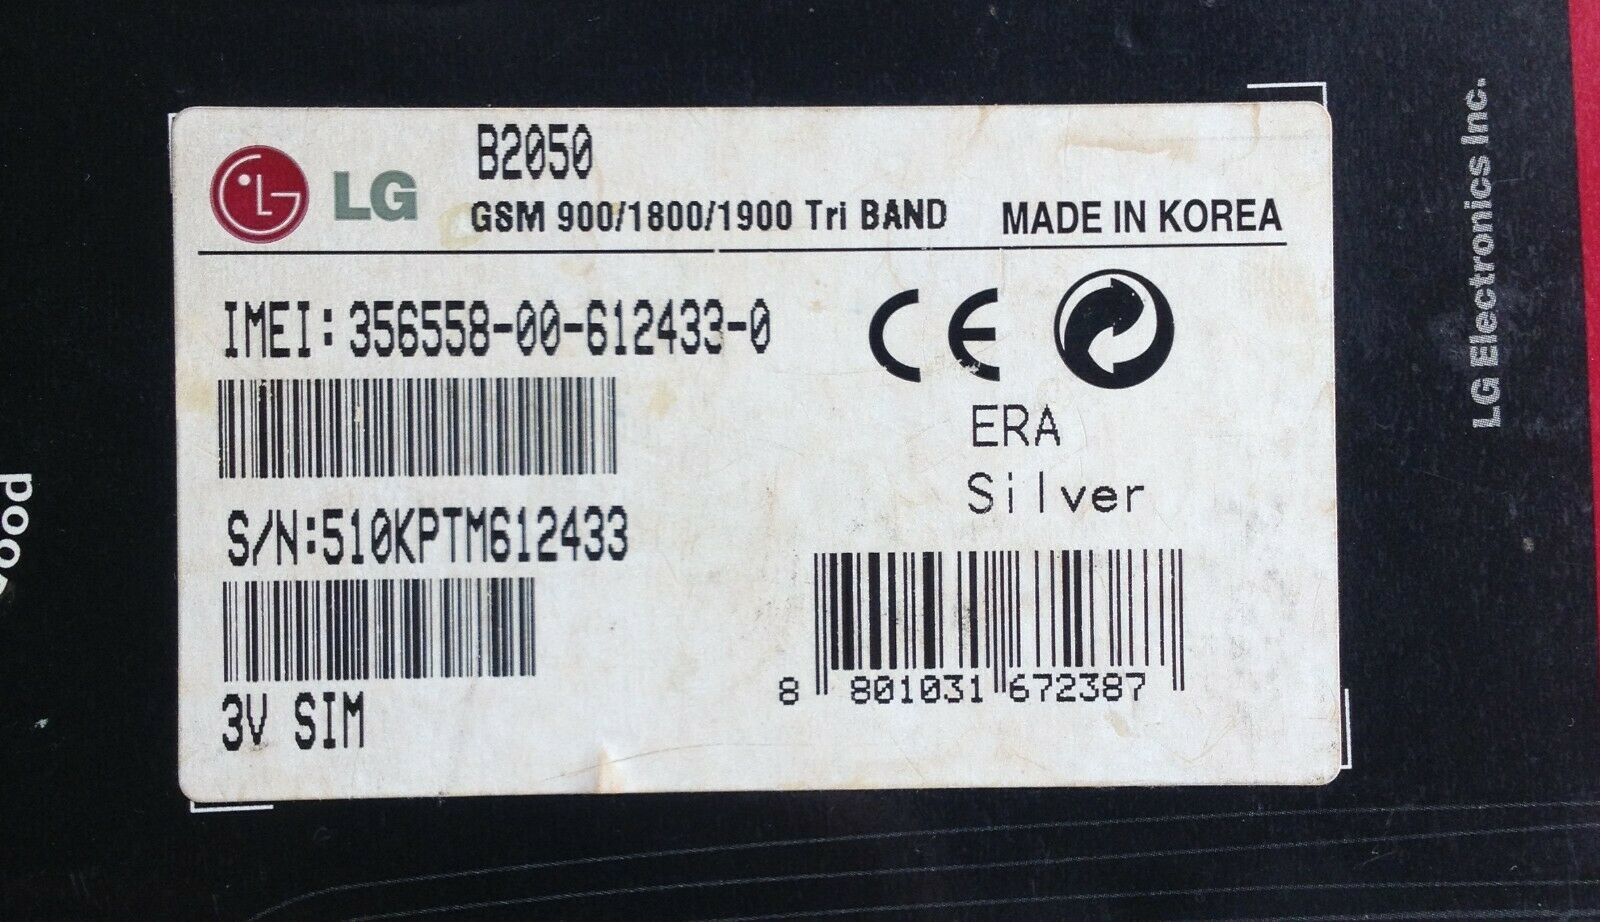 LG
B2050
GSM 900/1800/1900 Tri BAND
MADE IN KOREA
IMEI: 356558-00-612433-0
CE
ERA
Silver
S/N:510KPTM612433
3V SIM
8 801031 672387
LG Electronics Inc.